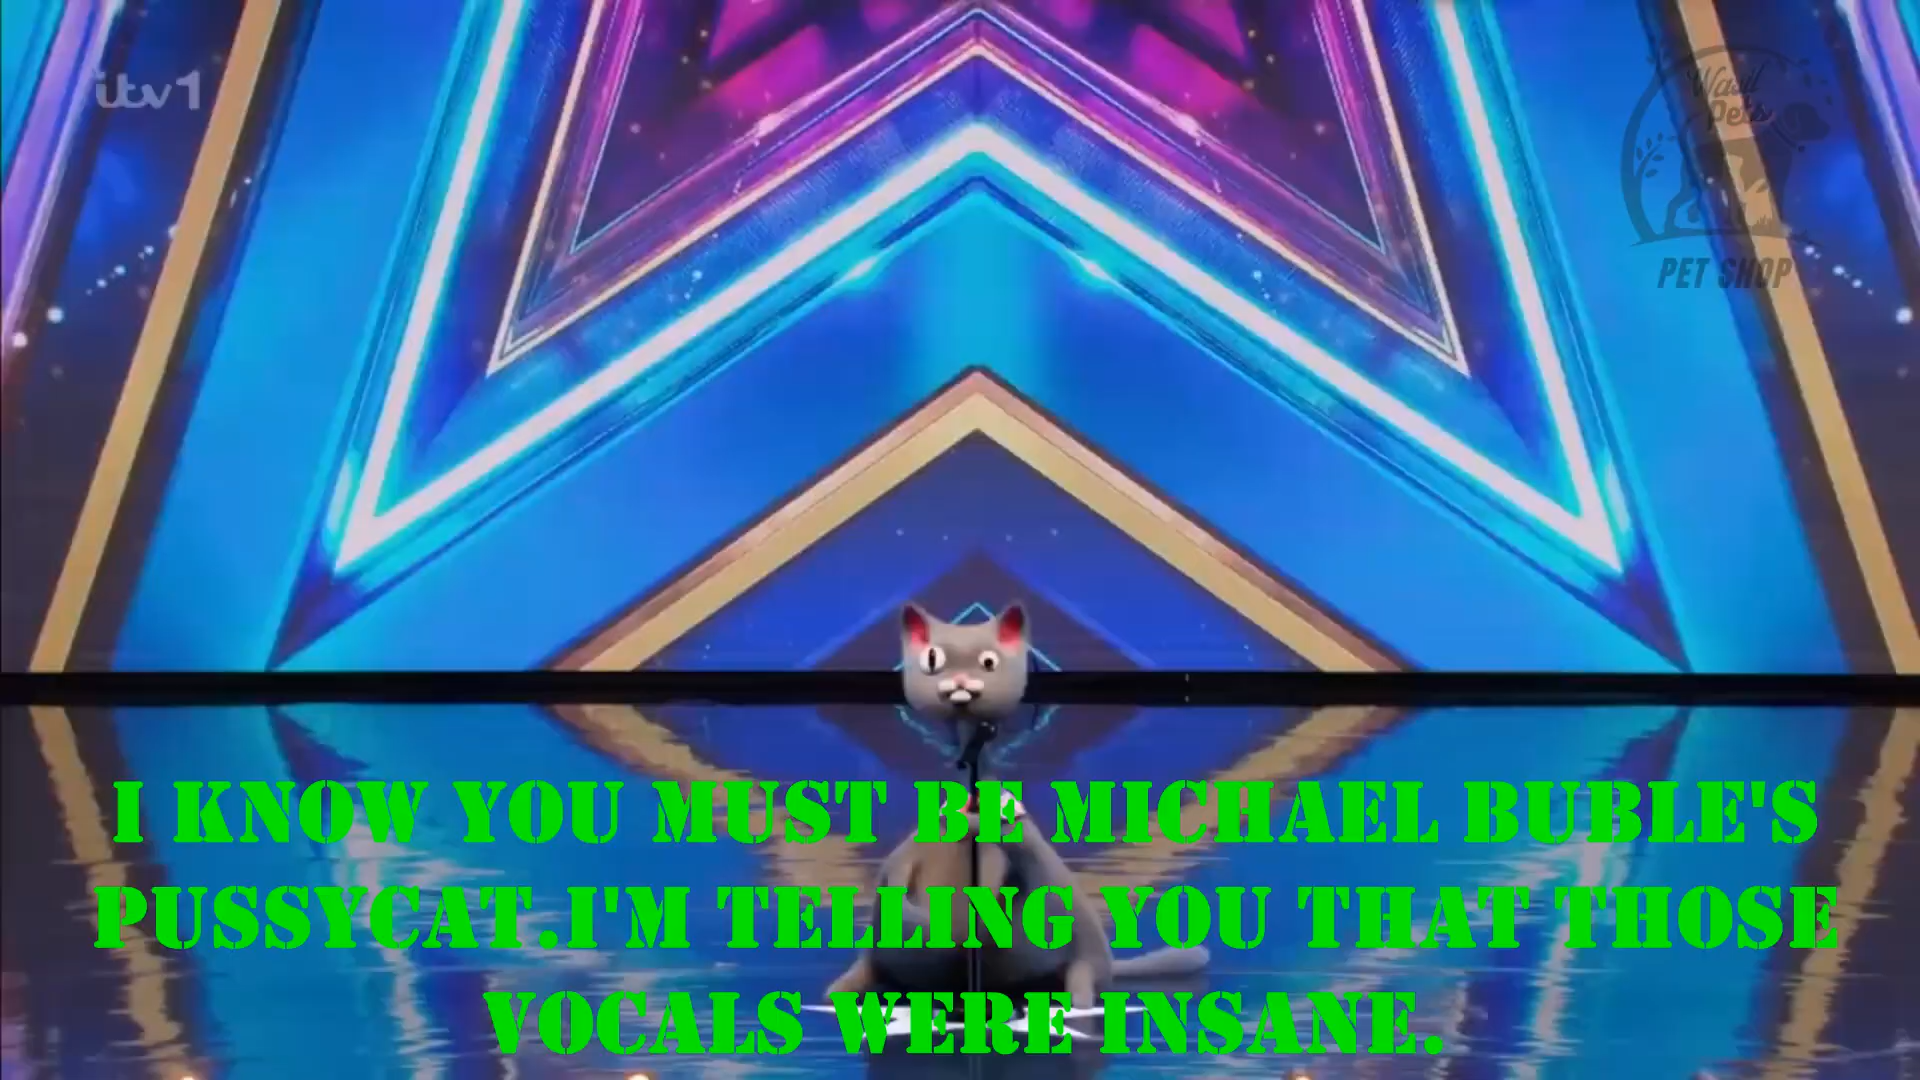 itv1
Wasil
Pets
PET SHOP
I KNOW YOU MUST BE MICHAEL BUBLE'S
PUSSYCAT.I'M TELLING YOU THAT THOSE
VOCALS WERE INSANE.